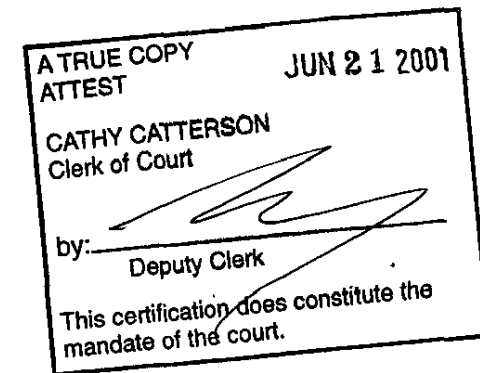 A TRUE COPY
ATTEST
JUN 21 2001
CATHY CATTERSON
Clerk of Court
by:
Deputy Clerk
This certification does constitute the
mandate of the court.